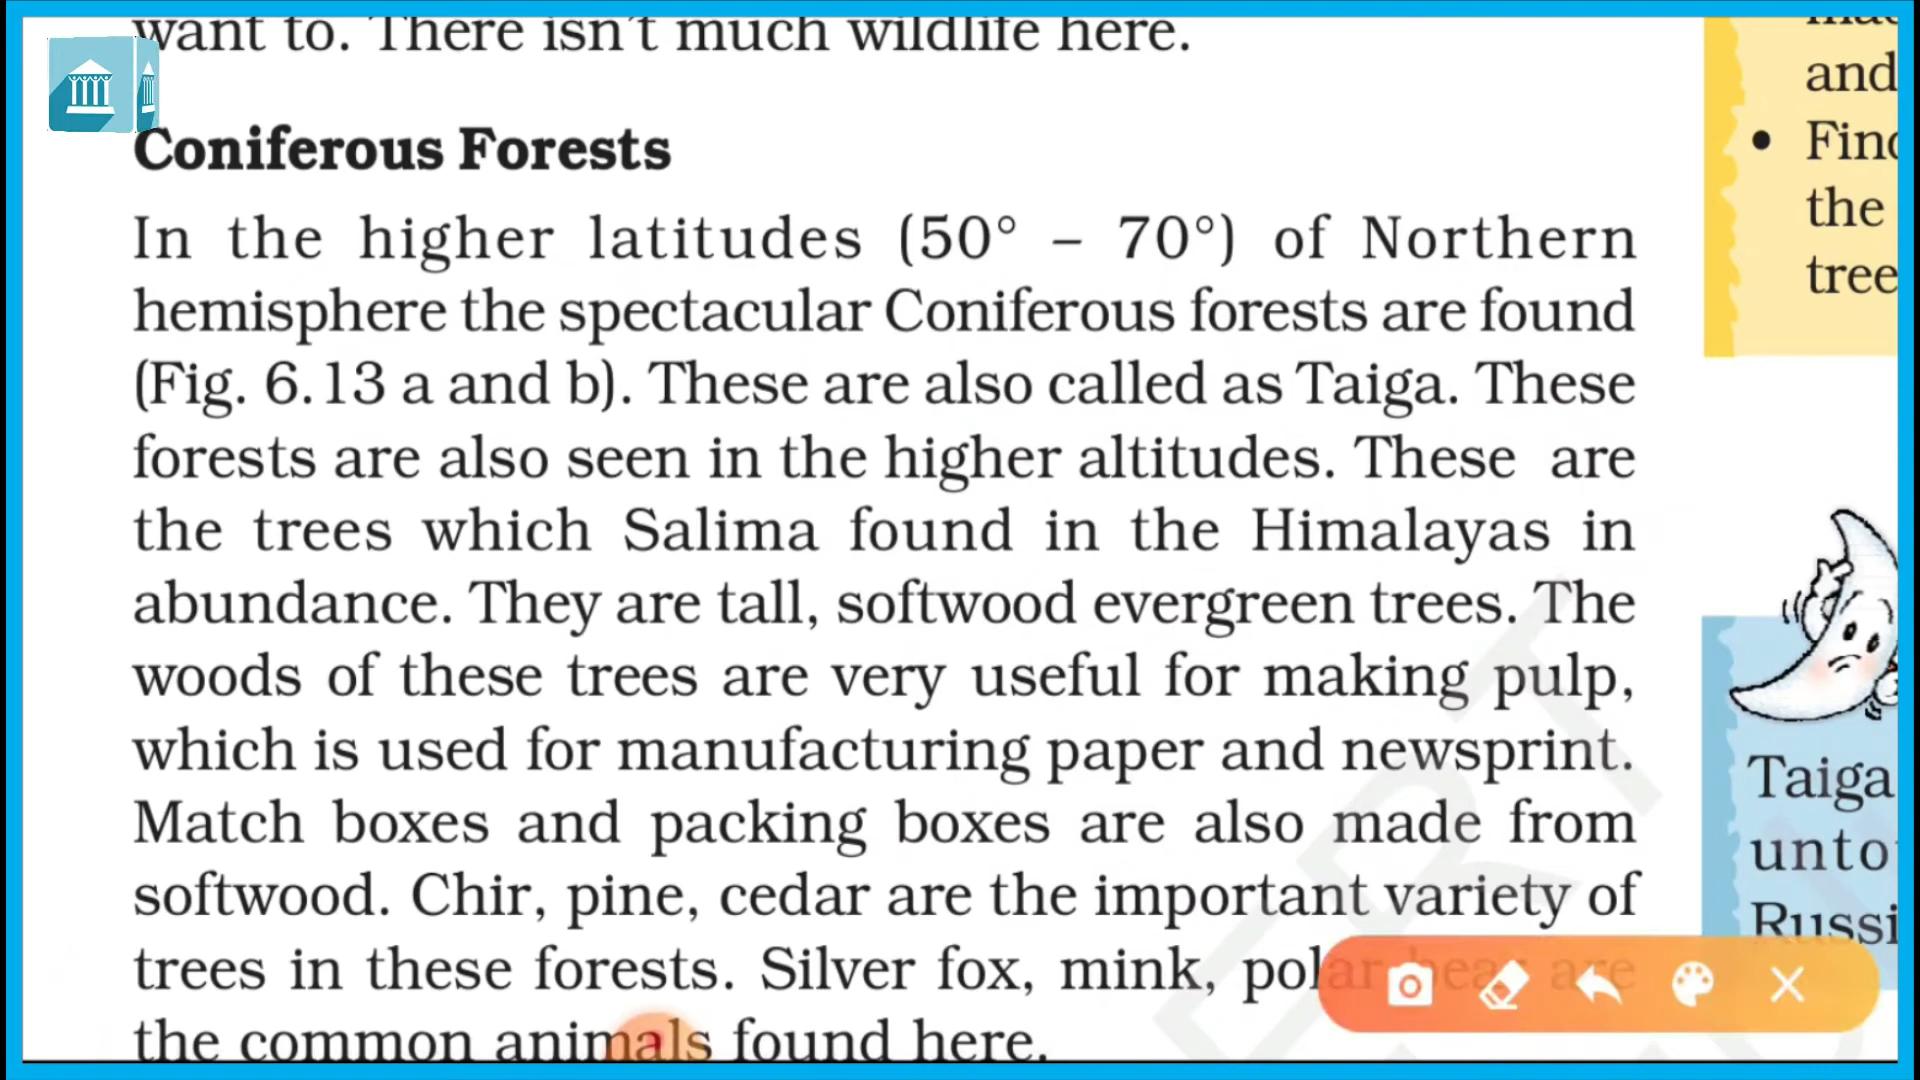 want to. There isn't much wildlife here.
Coniferous Forests
In the higher latitudes (50° – 70°) of Northern
hemisphere the spectacular Coniferous forests are found
(Fig. 6.13 a and b). These are also called as Taiga. These
forests are also seen in the higher altitudes. These are
the trees which Salima found in the Himalayas in
abundance. They are tall, softwood evergreen trees. The
woods of these trees are very useful for making pulp,
which is used for manufacturing paper and newsprint.
Match boxes and packing boxes are also made from
softwood. Chir, pine, cedar are the important variety of
trees in these forests. Silver fox, mink, polar bear are
the common animals found here.
and
• Find
the
tree
Taiga
unto
Russi